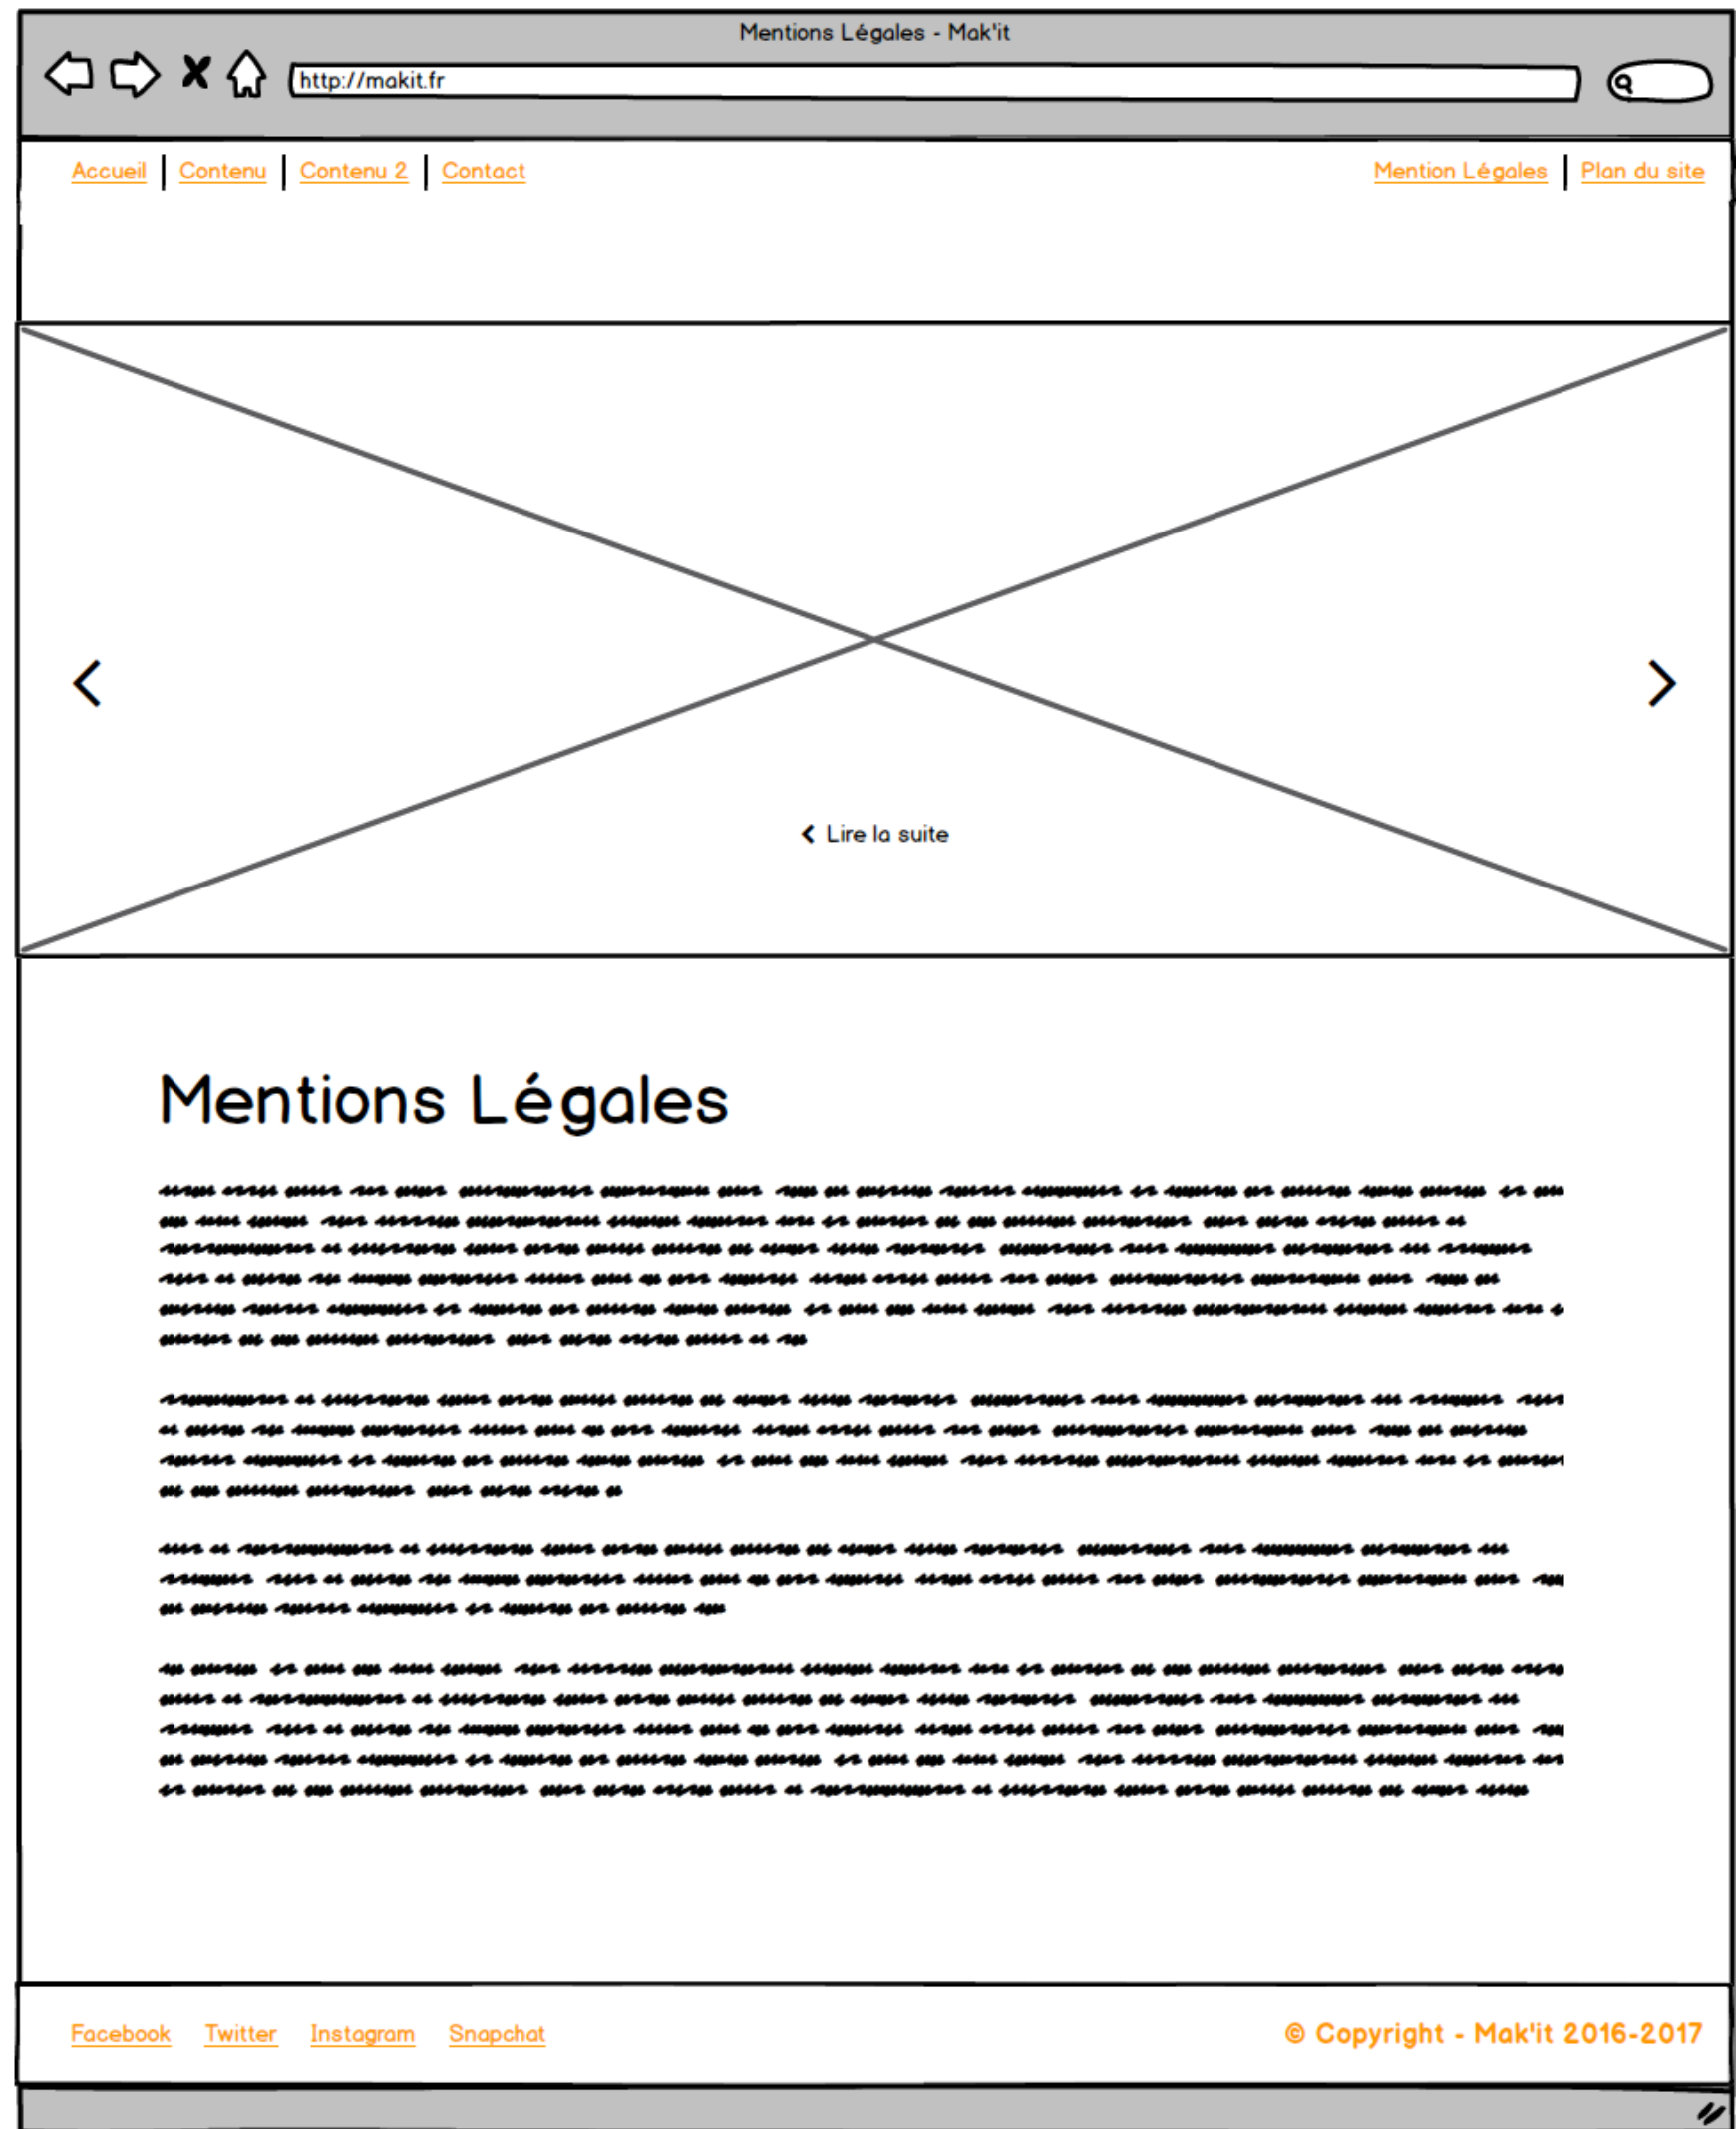 Mentions Légales - Mak'it
http://makit.fr
Accueil Contenu Contenu 2 Contact Mention Légales Plan du site
Lire la suite
Mentions Légales
Facebook Twitter Instagram Snapchat © Copyright - Mak'it 2016-2017